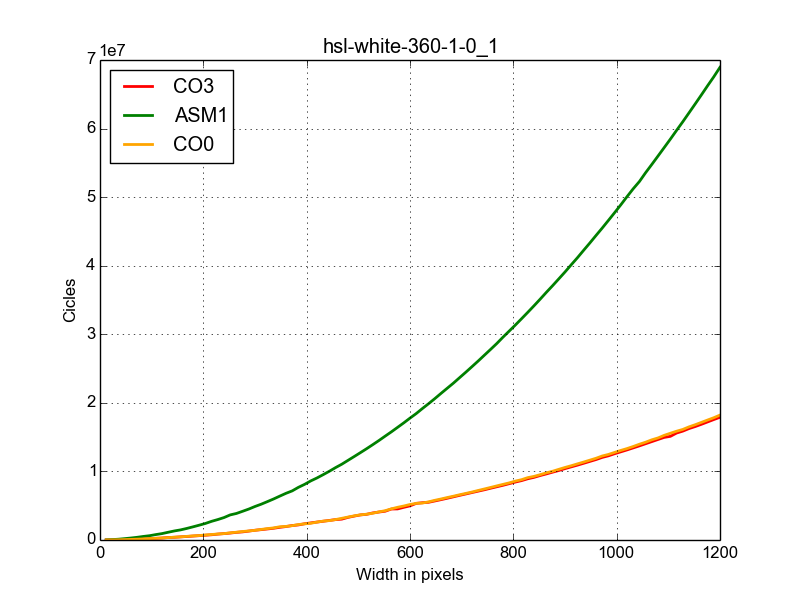 hsl-white-360-1-0_1
1e7
CO3
ASM1
CO0
7
6
5
4
3
2
1
0
Cicles
0 200 400 600 800 1000 1200
Width in pixels